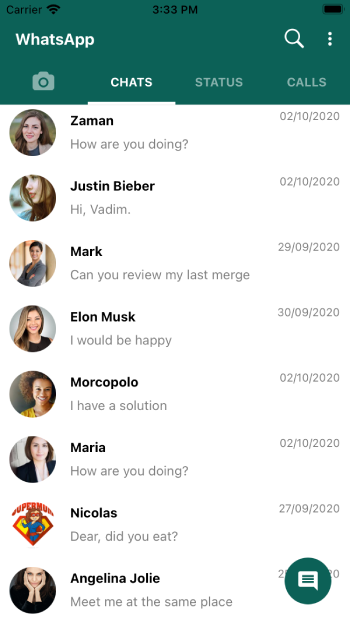 Carrier 3:33 PM
WhatsApp
CHATS STATUS CALLS
Zaman 02/10/2020
How are you doing?
Justin Bieber 02/10/2020
Hi, Vadim.
Mark 29/09/2020
Can you review my last merge
Elon Musk 30/09/2020
I would be happy
Morcopolo 02/10/2020
I have a solution
Maria 02/10/2020
How are you doing?
SUPERMUM
Nicolas 27/09/2020
Dear, did you eat?
Angelina Jolie
Meet me at the same place